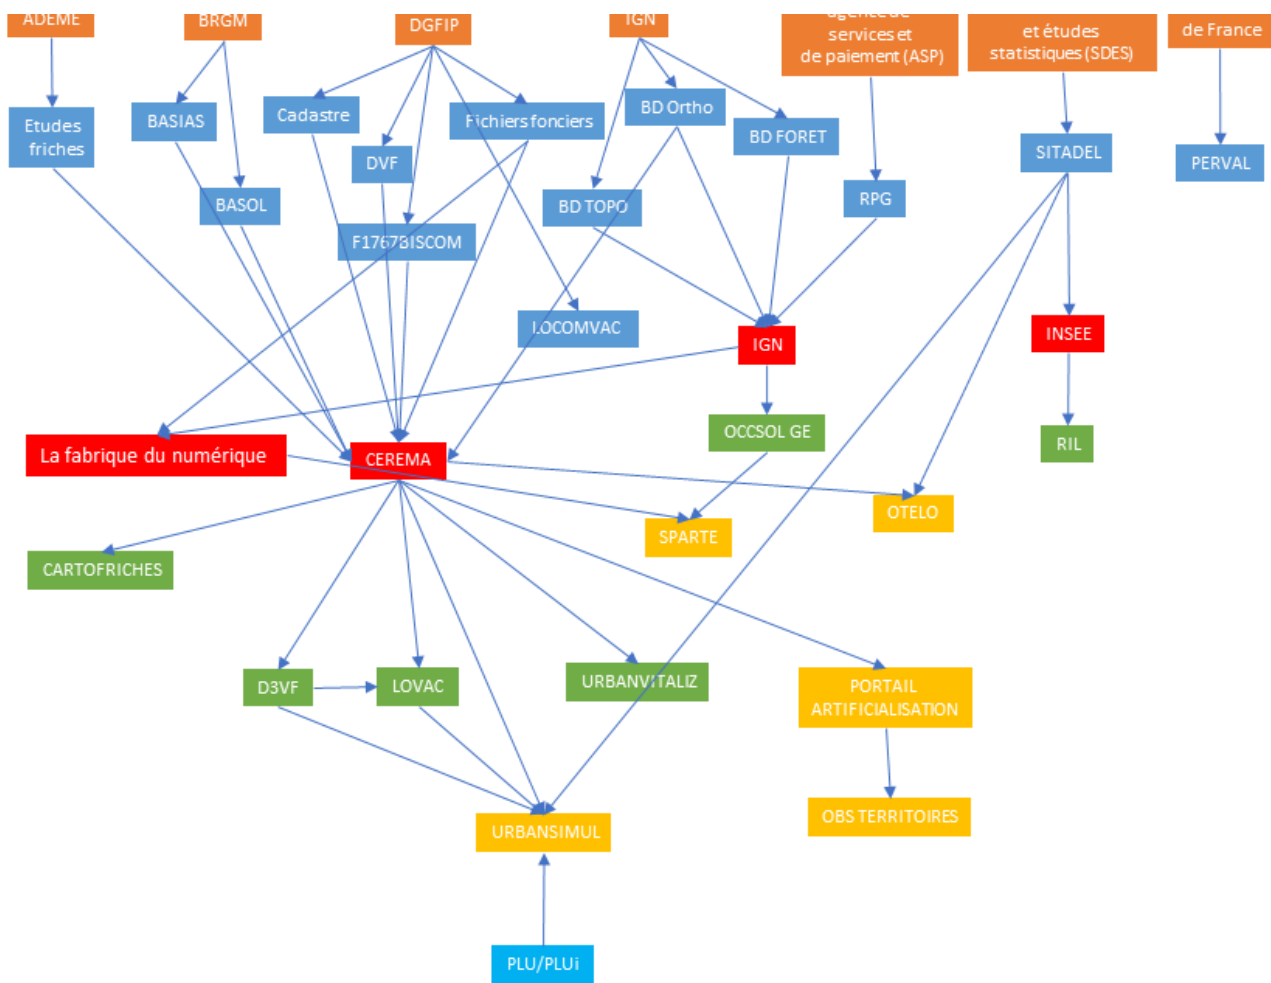 ADEME
BRGM
DGFIP
IGN
agence de
services et
de paiement (ASP)
et études
statistiques (SDES)
de France
Etudes
friches
BASIAS
BASOL
Cadastre
DVF
F1767BISCOM
Fichiers fonciers
LOCOMVAC
BD TOPO
BD Ortho
BD FORET
RPG
SITADEL
PERVAL
IGN
INSEE
OCCSOL GE
RIL
La fabrique du numérique
CEREMA
OTELO
SPARTE
CARTOFRICHES
D3VF
LOVAC
URBANVITALIZ
PORTAIL
ARTIFICIALISATION
OBS TERRITOIRES
URBANSIMUL
PLU/PLUi